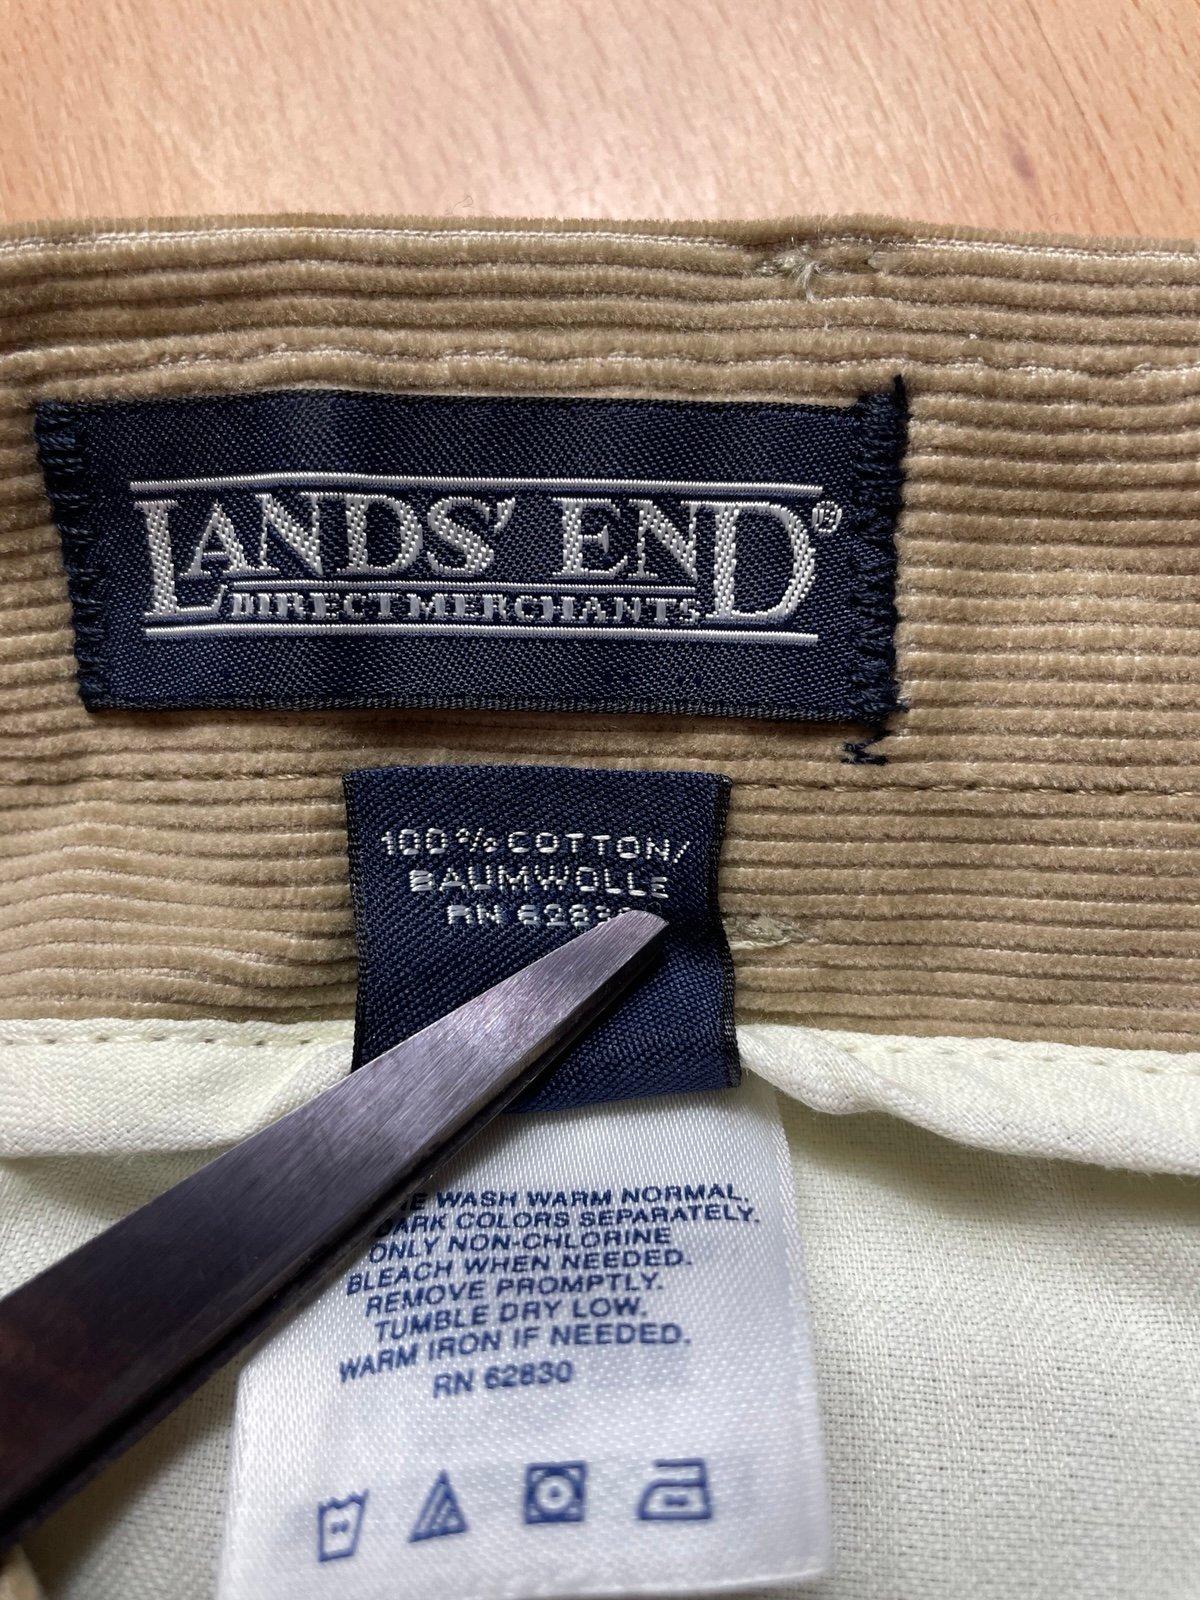 LANDS' END®
DIRECT MERCHANTS
100% COTTON/
BAUMWOLLE
RN
WASH WARM NORMAL.
DARK COLORS SEPARATELY.
ONLY NON-CHLORINE
BLEACH WHEN NEEDED.
REMOVE PROMPTLY.
TUMBLE DRY LOW.
WARM IRON IF NEEDED.
RN 62830